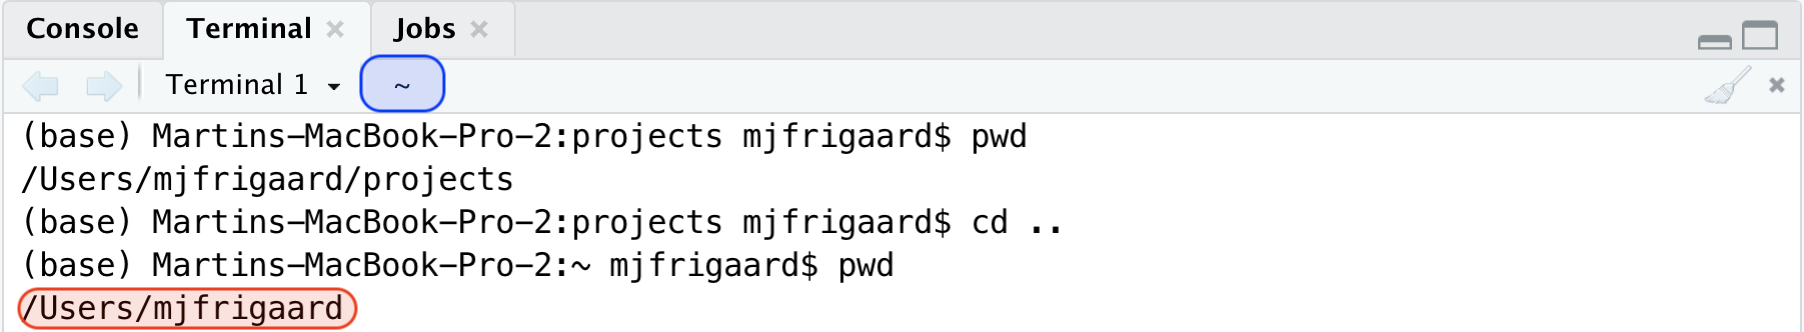 Console Terminal Jobs
Terminal 1 ~
(base) Martins-MacBook-Pro-2:projects mjfrigaard$ pwd
/Users/mjfrigaard/projects
(base) Martins-MacBook-Pro-2:projects mjfrigaard$ cd ..
(base) Martins-MacBook-Pro-2:~ mjfrigaard$ pwd
/Users/mjfrigaard